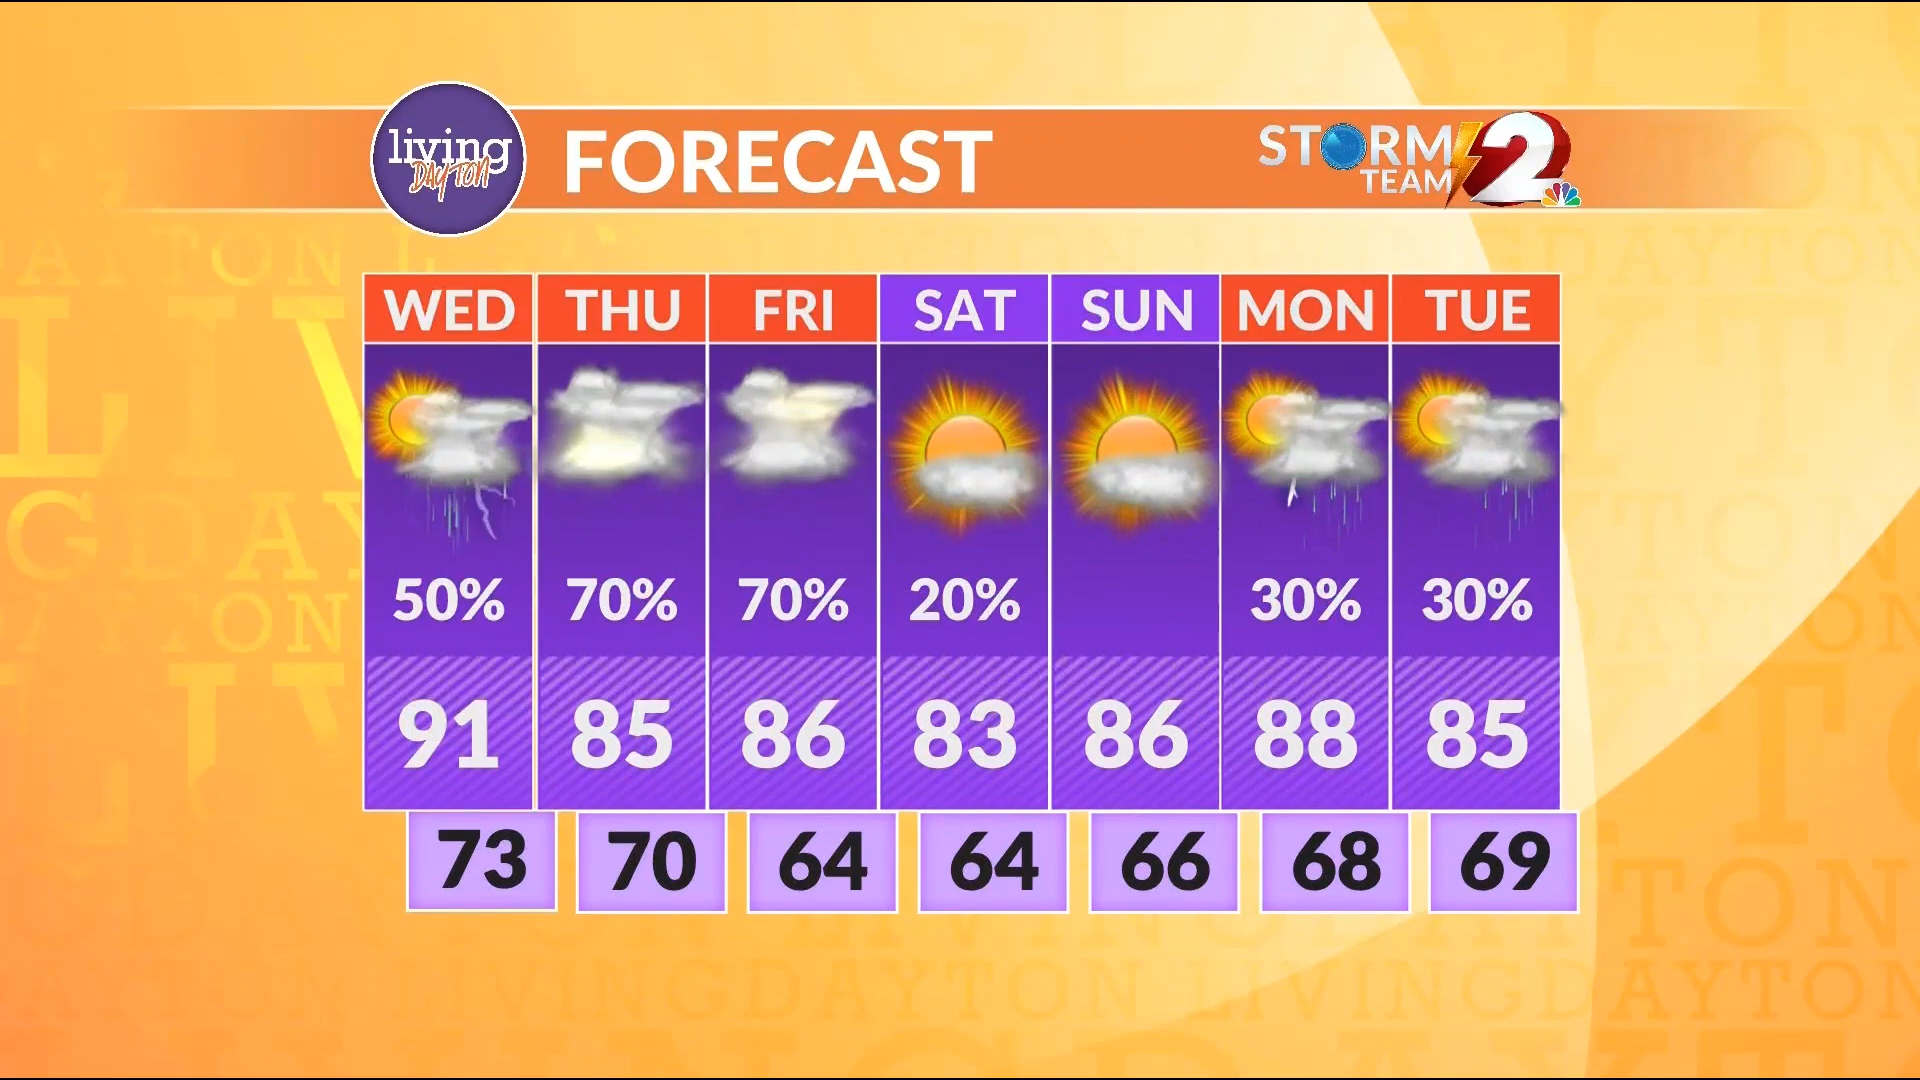 living
DAYTON
FORECAST
STORM
TEAM
2
WED THU FRI SAT SUN MON TUE
50% 70% 70% 20% 30% 30%
91 85 86 83 86 88 85
73 70 64 64 66 68 69